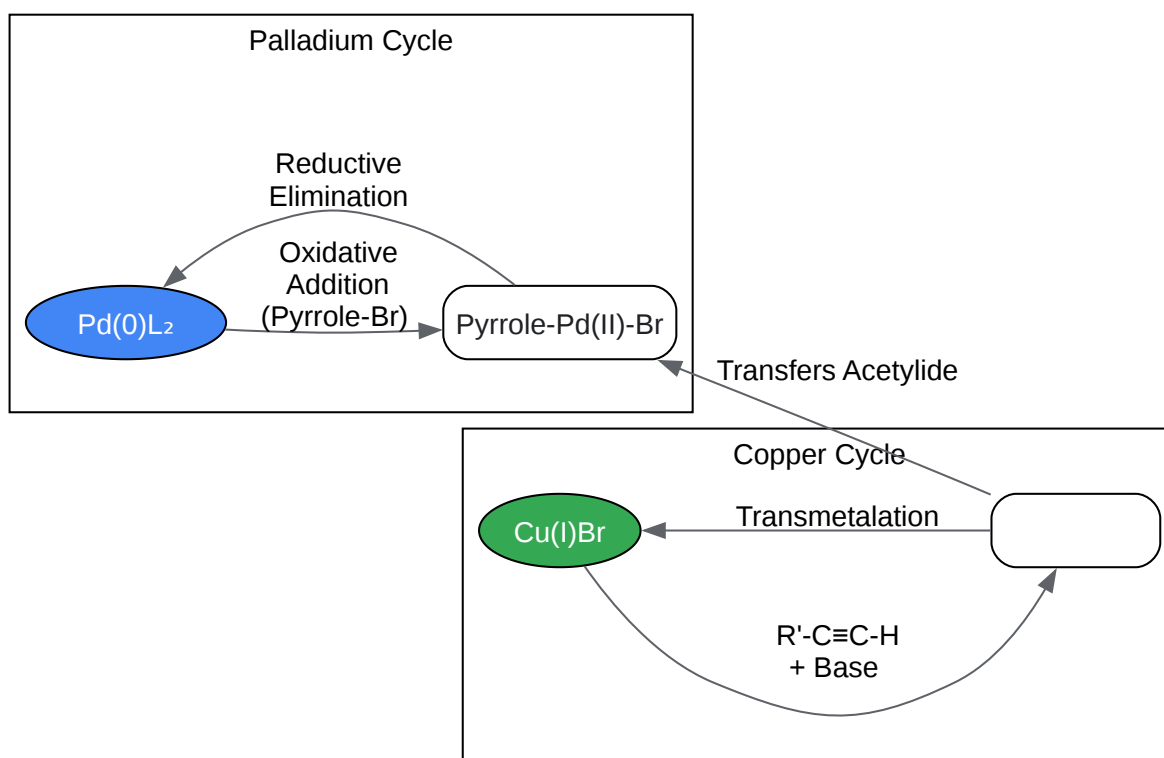 Palladium Cycle
Reductive
Elimination
Oxidative
Addition
(Pyrrole-Br)
Pd(0)L₂
Pyrrole-Pd(II)-Br
Transfers Acetylide
Copper Cycle
Transmetalation
Cu(I)Br
R'-C≡C-H
+ Base